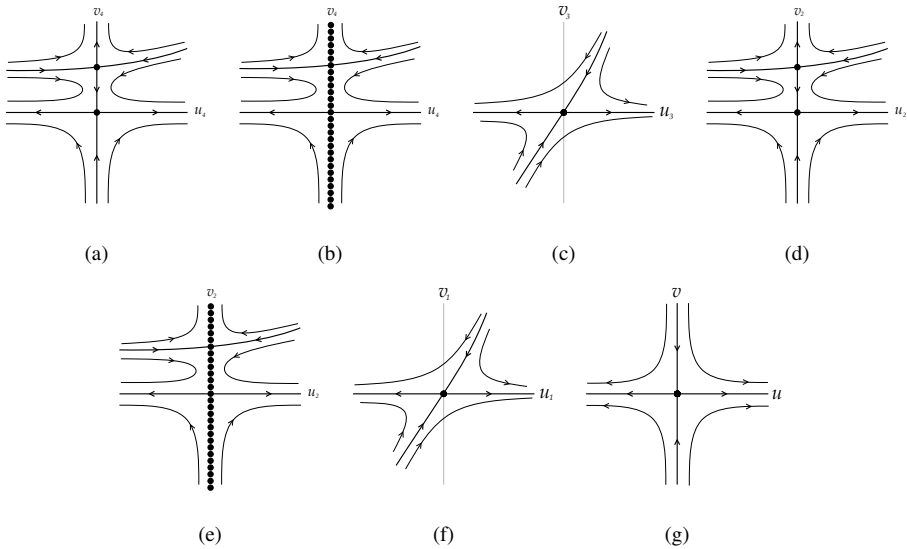 v₄
u₄
(a)
v₄
u₄
(b)
v₃
u₃
(c)
v₂
u₂
(d)
v₂
u₂
(e)
v₁
u₁
(f)
v
u
(g)